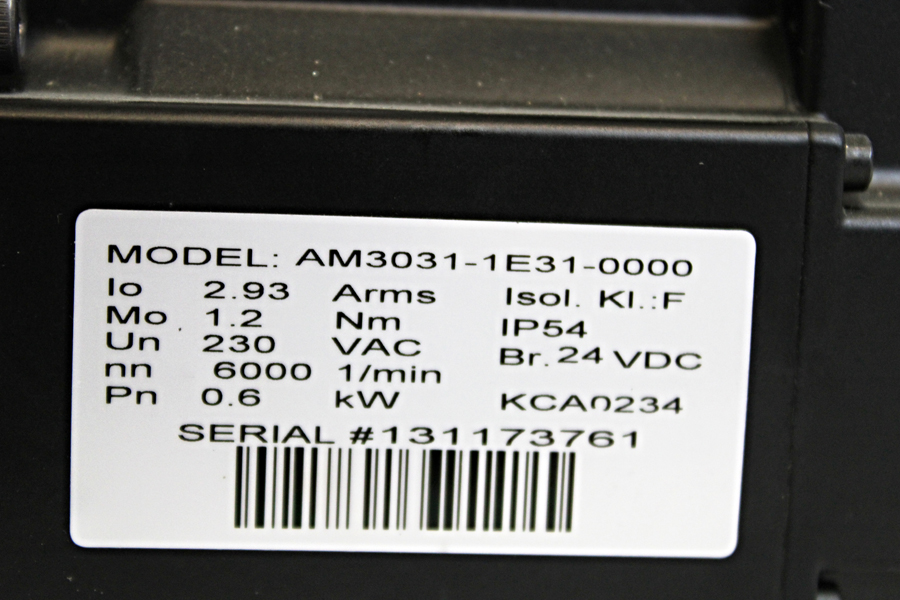 MODEL: AM3031-1E31-0000
Io 2.93 Arms Isol. Kl.:F
Mo 1.2 Nm IP54
Un 230 VAC Br. 24 VDC
nn 6000 1/min
Pn 0.6 kW KCA0234
SERIAL #131173761